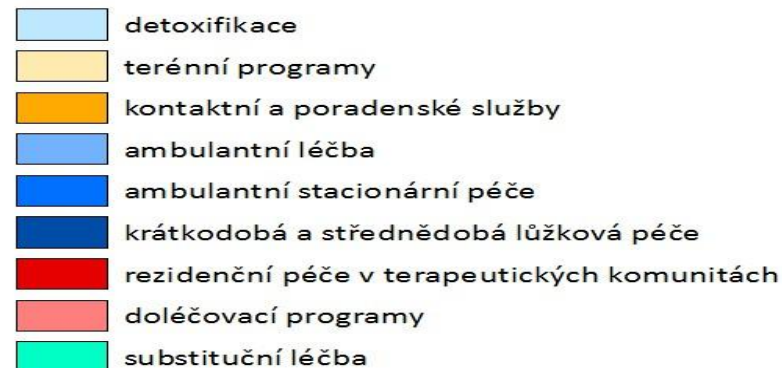 detoxifikace
terénní programy
kontaktní a poradenské služby
ambulantní léčba
ambulantní stacionární péče
krátkodobá a střednědobá lůžková péče
rezidenční péče v terapeutických komunitách
doléčovací programy
substituční léčba